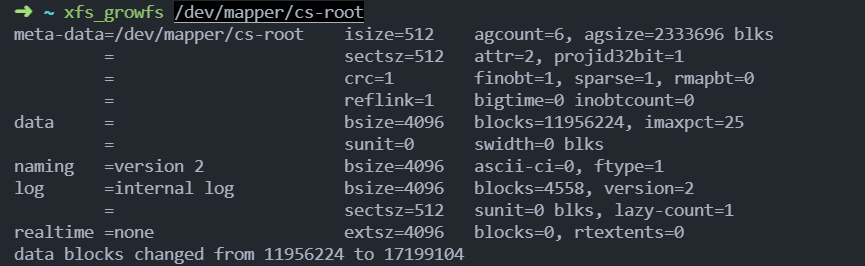 ➜ ~ xfs_growfs /dev/mapper/cs-root
meta-data=/dev/mapper/cs-root    isize=512    agcount=6, agsize=2333696 blks
         =                       sectsz=512   attr=2, projid32bit=1
         =                       crc=1        finobt=1, sparse=1, rmapbt=0
         =                       reflink=1    bigtime=0 inobtcount=0
data     =                       bsize=4096   blocks=11956224, imaxpct=25
         =                       sunit=0      swidth=0 blks
naming   =version 2              bsize=4096   ascii-ci=0, ftype=1
log      =internal log           bsize=4096   blocks=4558, version=2
         =                       sectsz=512   sunit=0 blks, lazy-count=1
realtime =none                   extsz=4096   blocks=0, rtextents=0
data blocks changed from 11956224 to 17199104